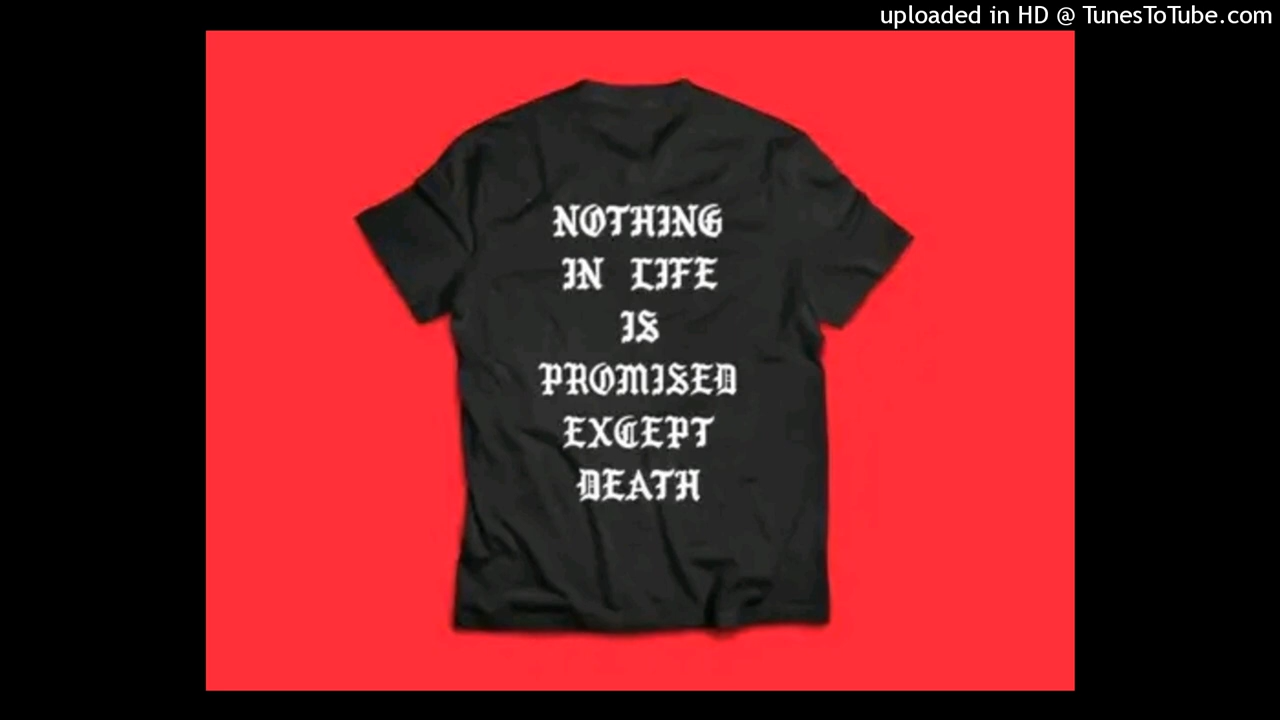 uploaded in HD @ TunesToTube.com
NOTHING
IN LIFE
IS
PROMISED
EXCEPT
DEATH